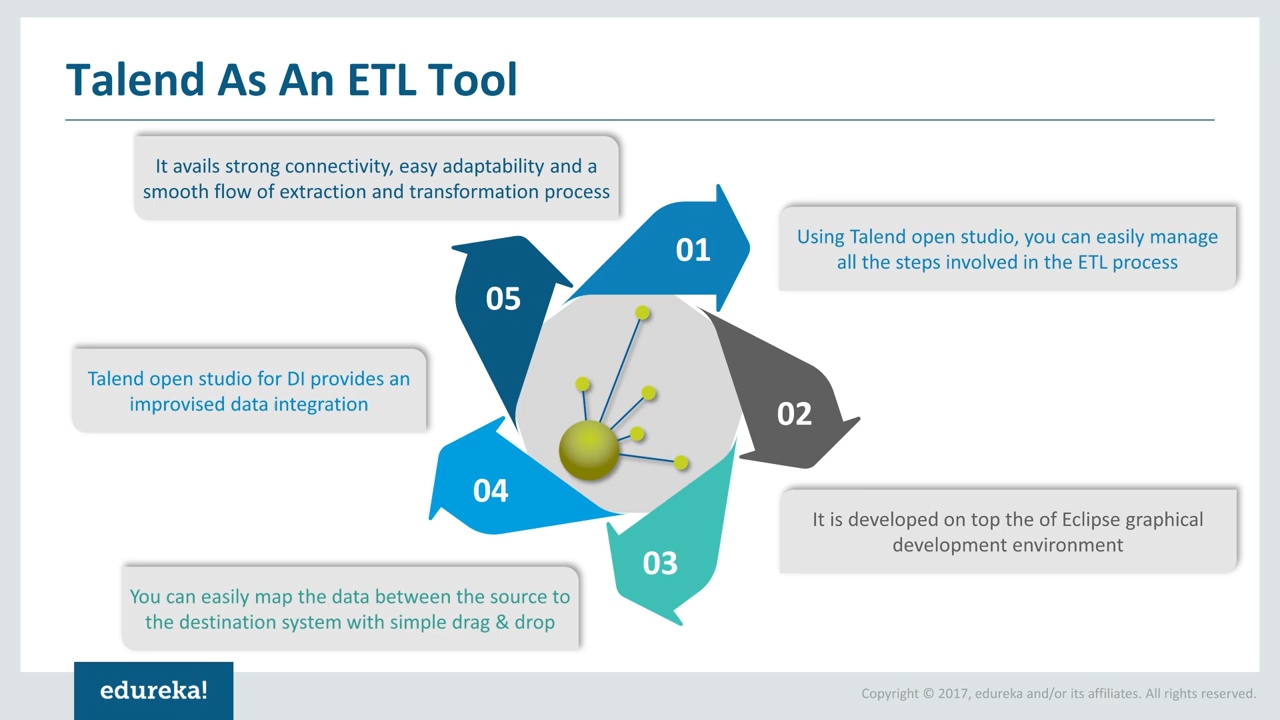 Talend As An ETL Tool
It avails strong connectivity, easy adaptability and a
smooth flow of extraction and transformation process
01
Using Talend open studio, you can easily manage
all the steps involved in the ETL process
05
Talend open studio for DI provides an
improvised data integration
02
04
It is developed on top the of Eclipse graphical
development environment
03
You can easily map the data between the source to
the destination system with simple drag & drop
edureka!
Copyright © 2017, edureka and/or its affiliates. All rights reserved.